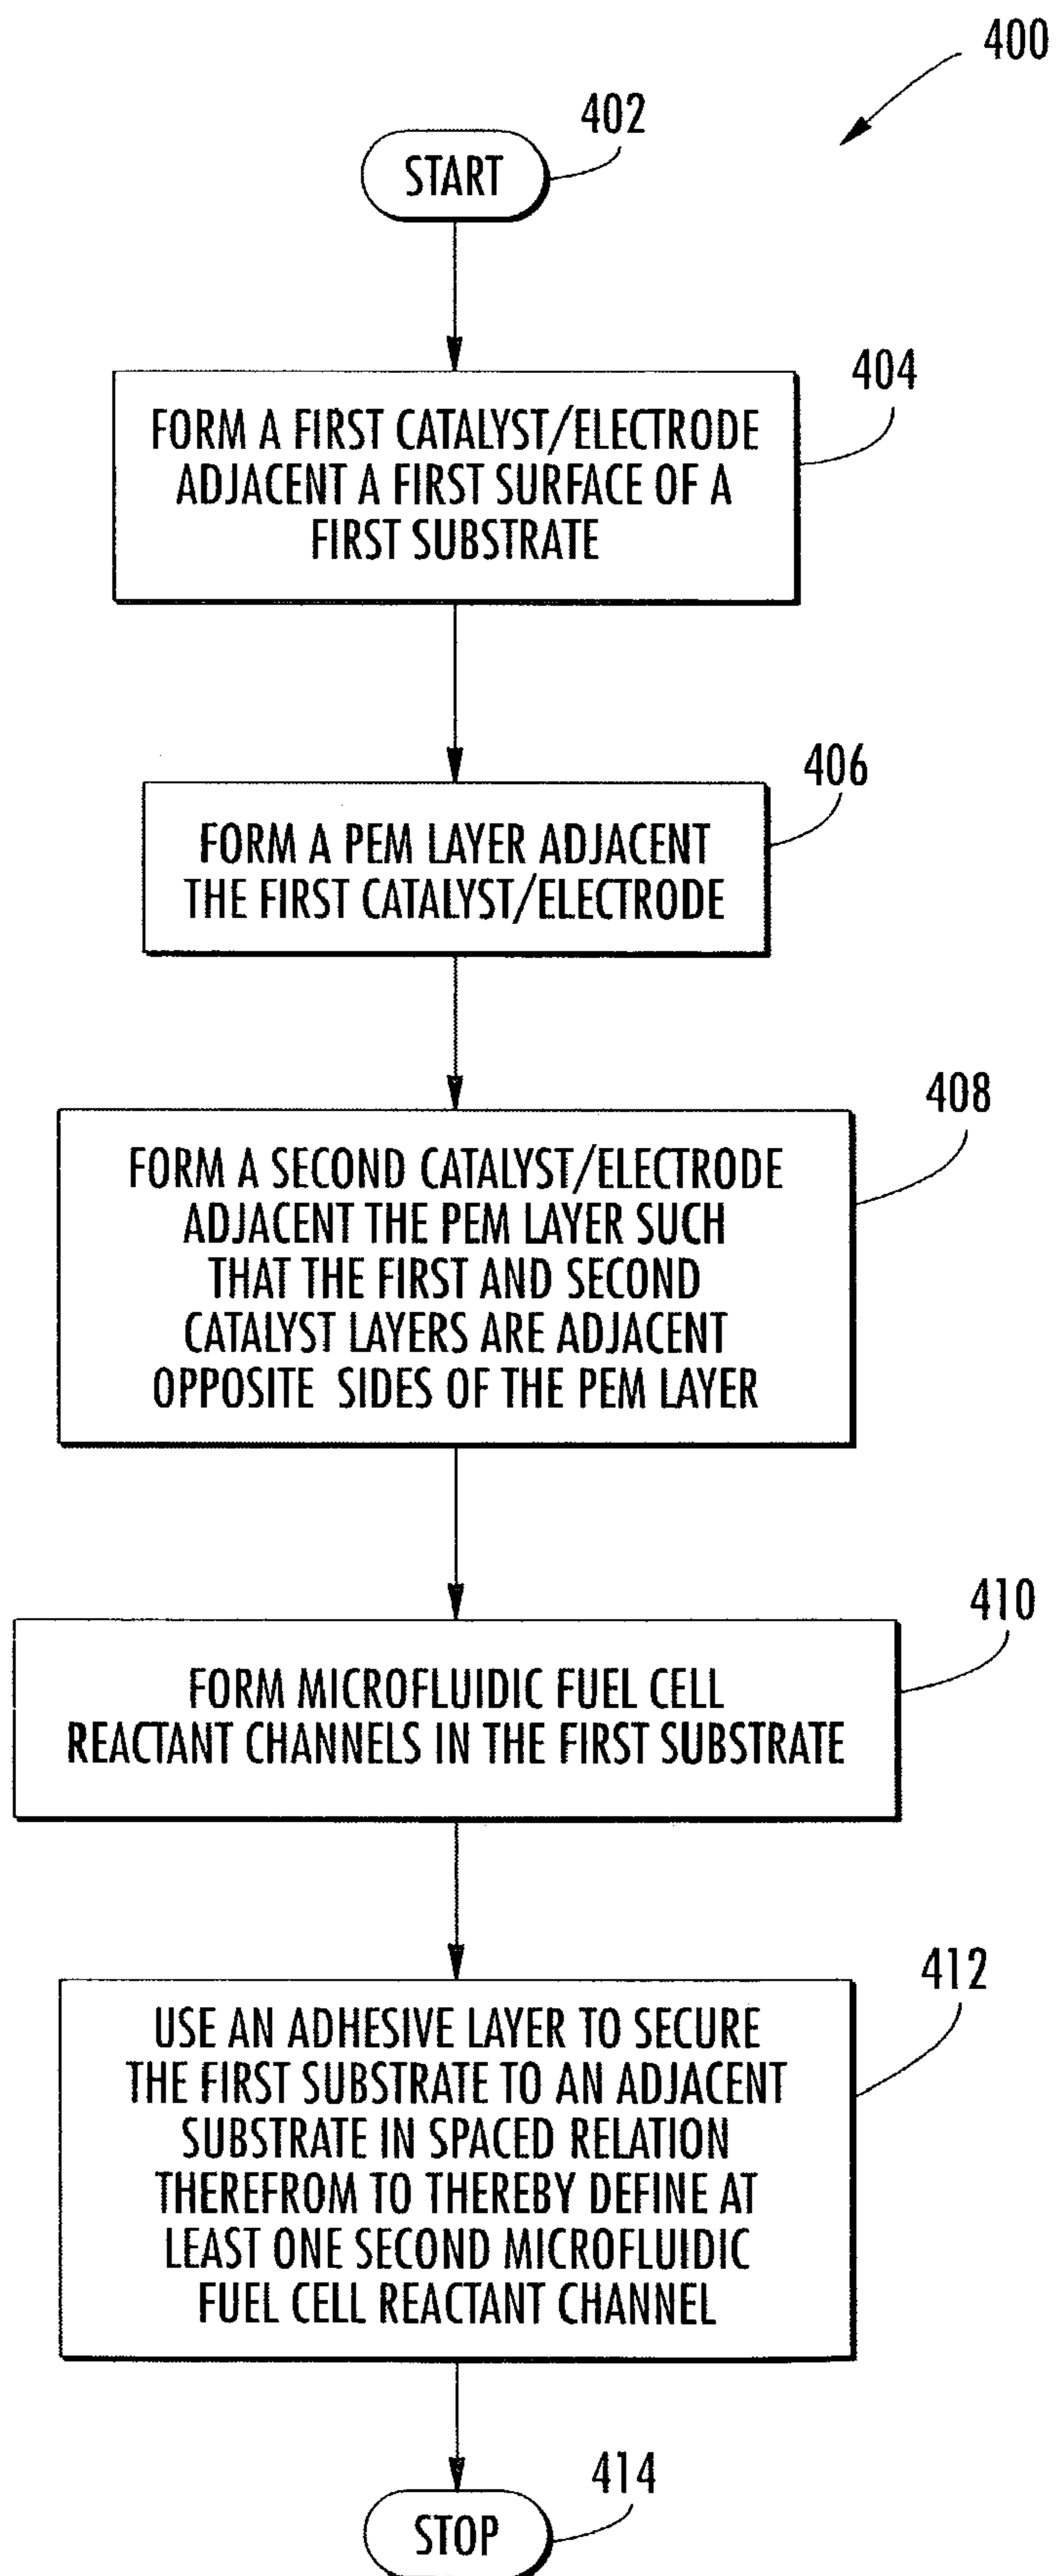 400
402
START
404
FORM A FIRST CATALYST/ELECTRODE
ADJACENT A FIRST SURFACE OF A
FIRST SUBSTRATE
406
FORM A PEM LAYER ADJACENT
THE FIRST CATALYST/ELECTRODE
408
FORM A SECOND CATALYST/ELECTRODE
ADJACENT THE PEM LAYER SUCH
THAT THE FIRST AND SECOND
CATALYST LAYERS ARE ADJACENT
OPPOSITE SIDES OF THE PEM LAYER
410
FORM MICROFLUIDIC FUEL CELL
REACTANT CHANNELS IN THE FIRST SUBSTRATE
412
USE AN ADHESIVE LAYER TO SECURE
THE FIRST SUBSTRATE TO AN ADJACENT
SUBSTRATE IN SPACED RELATION
THEREFROM TO THEREBY DEFINE AT
LEAST ONE SECOND MICROFLUIDIC
FUEL CELL REACTANT CHANNEL
414
STOP